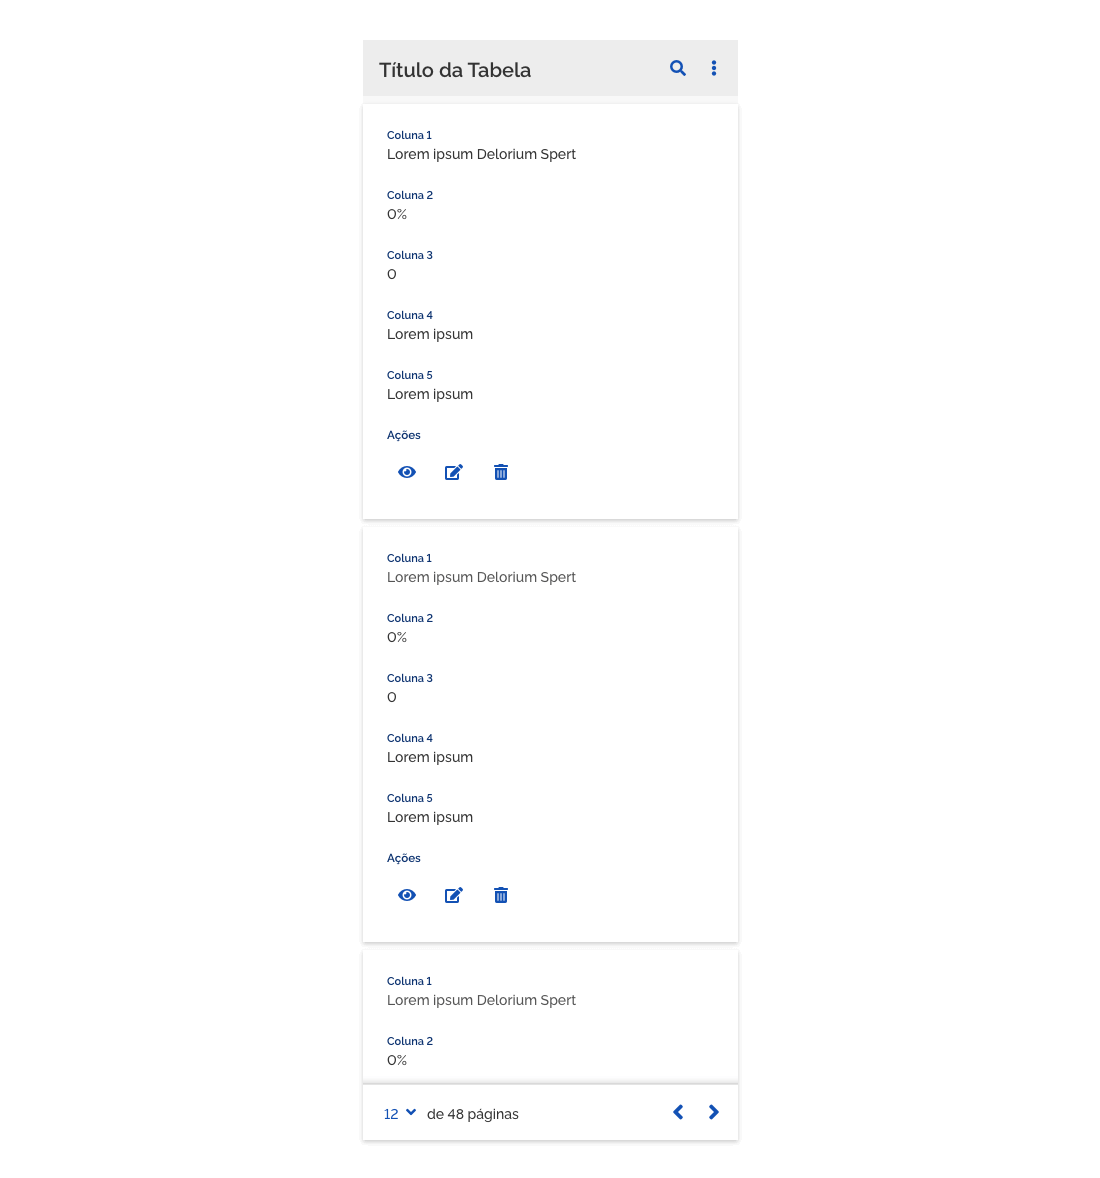 Título da Tabela
Coluna 1
Lorem ipsum Delorium Spert
Coluna 2
0%
Coluna 3
0
Coluna 4
Lorem ipsum
Coluna 5
Lorem ipsum
Ações
Coluna 1
Lorem ipsum Delorium Spert
Coluna 2
0%
Coluna 3
0
Coluna 4
Lorem ipsum
Coluna 5
Lorem ipsum
Ações
Coluna 1
Lorem ipsum Delorium Spert
Coluna 2
0%
12 de 48 páginas